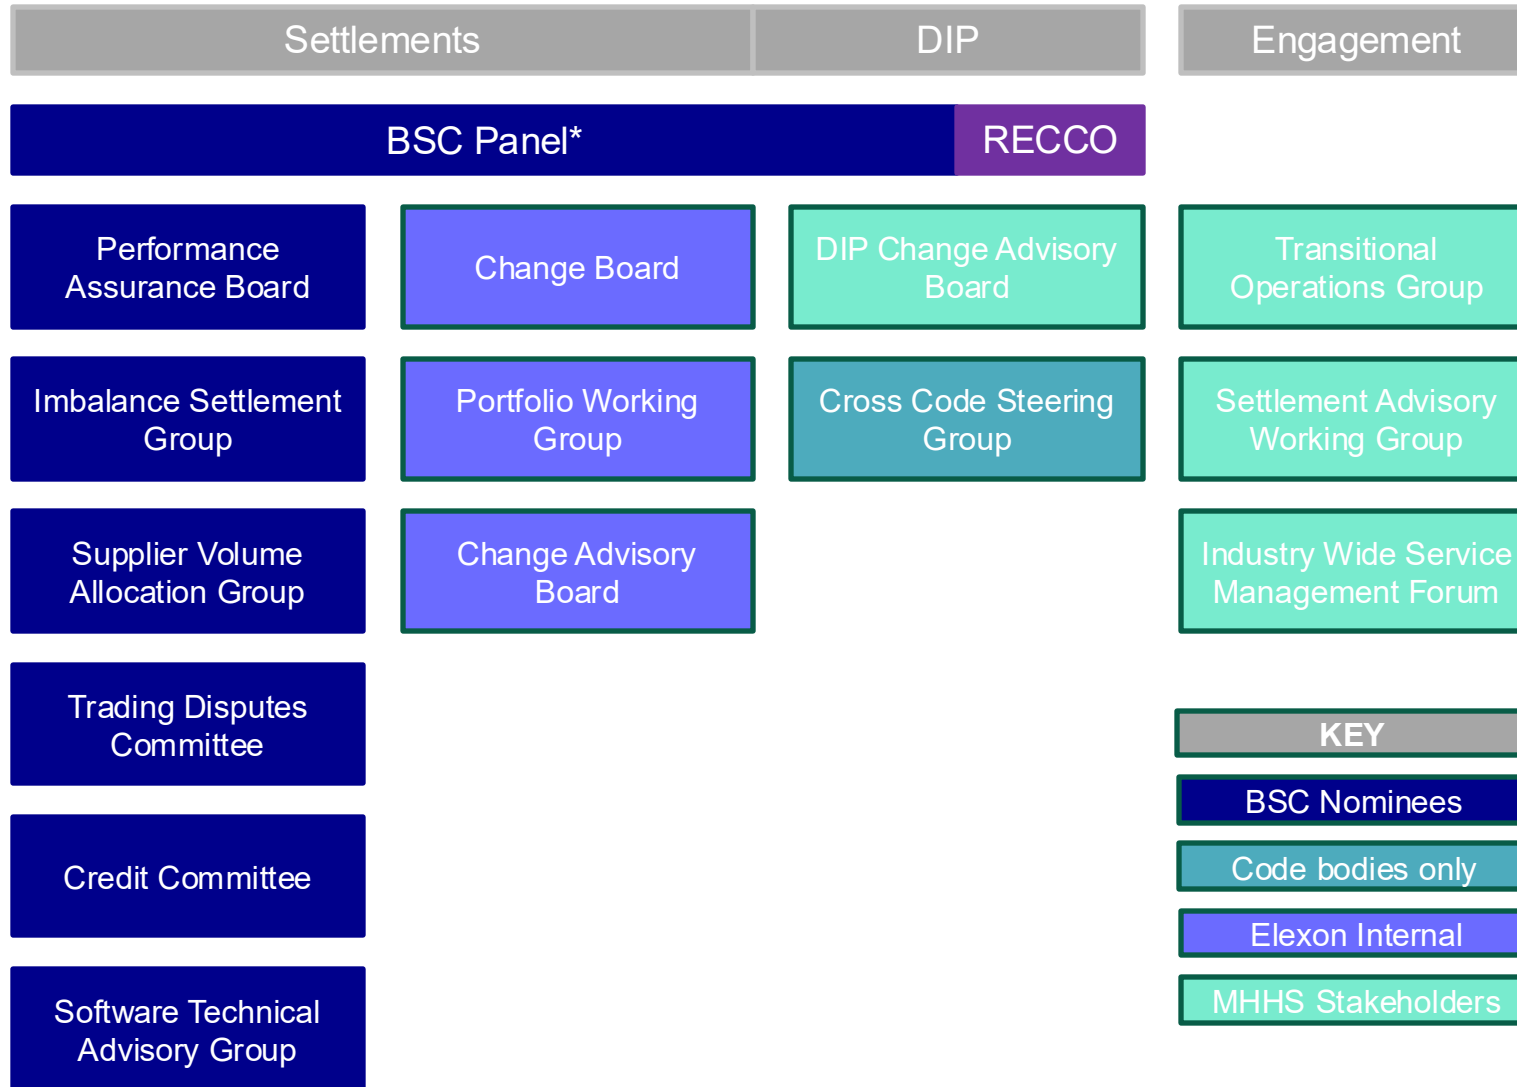 Settlements
DIP
Engagement
BSC Panel*
RECCO
Performance
Assurance Board
Change Board
DIP Change Advisory
Board
Transitional
Operations Group
Imbalance Settlement
Group
Portfolio Working
Group
Cross Code Steering
Group
Settlement Advisory
Working Group
Supplier Volume
Allocation Group
Change Advisory
Board
Industry Wide Service
Management Forum
Trading Disputes
Committee
Credit Committee
Software Technical
Advisory Group
KEY
BSC Nominees
Code bodies only
Elexon Internal
MHHS Stakeholders